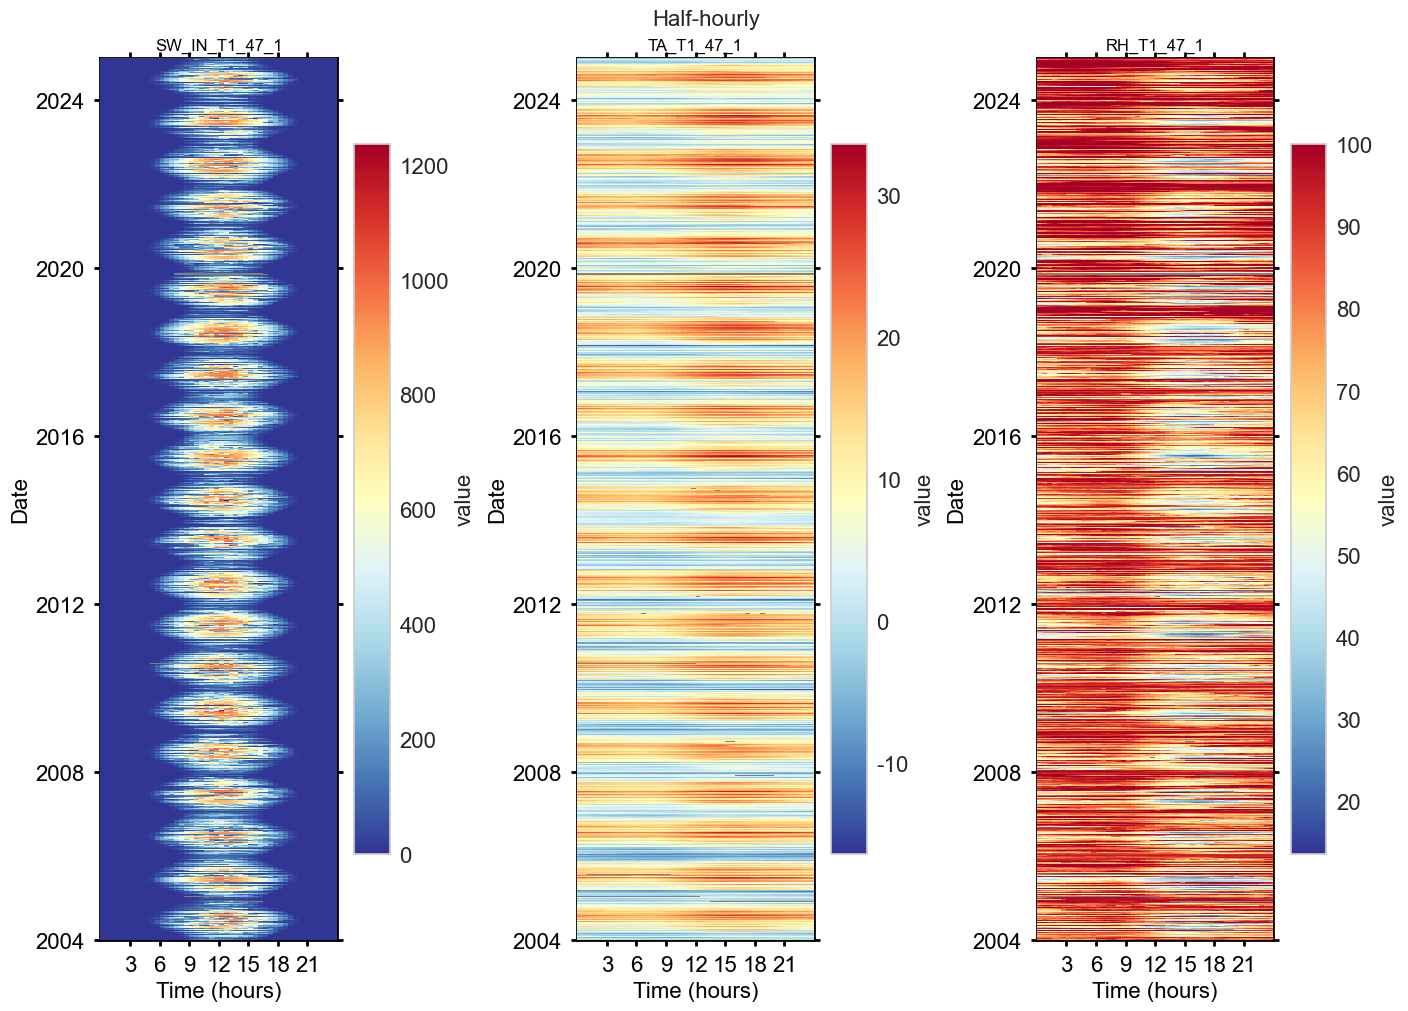 Half-hourly
SW_IN_T1_47_1
TA_T1_47_1
RH_T1_47_1
2024
2020
2016
2012
2008
2004
Date
3 6 9 12 15 18 21
Time (hours)
1200
1000
800
600
400
200
0
value
2024
2020
2016
2012
2008
2004
Date
3 6 9 12 15 18 21
Time (hours)
30
20
10
0
-10
value
2024
2020
2016
2012
2008
2004
Date
3 6 9 12 15 18 21
Time (hours)
100
90
80
70
60
50
40
30
20
value